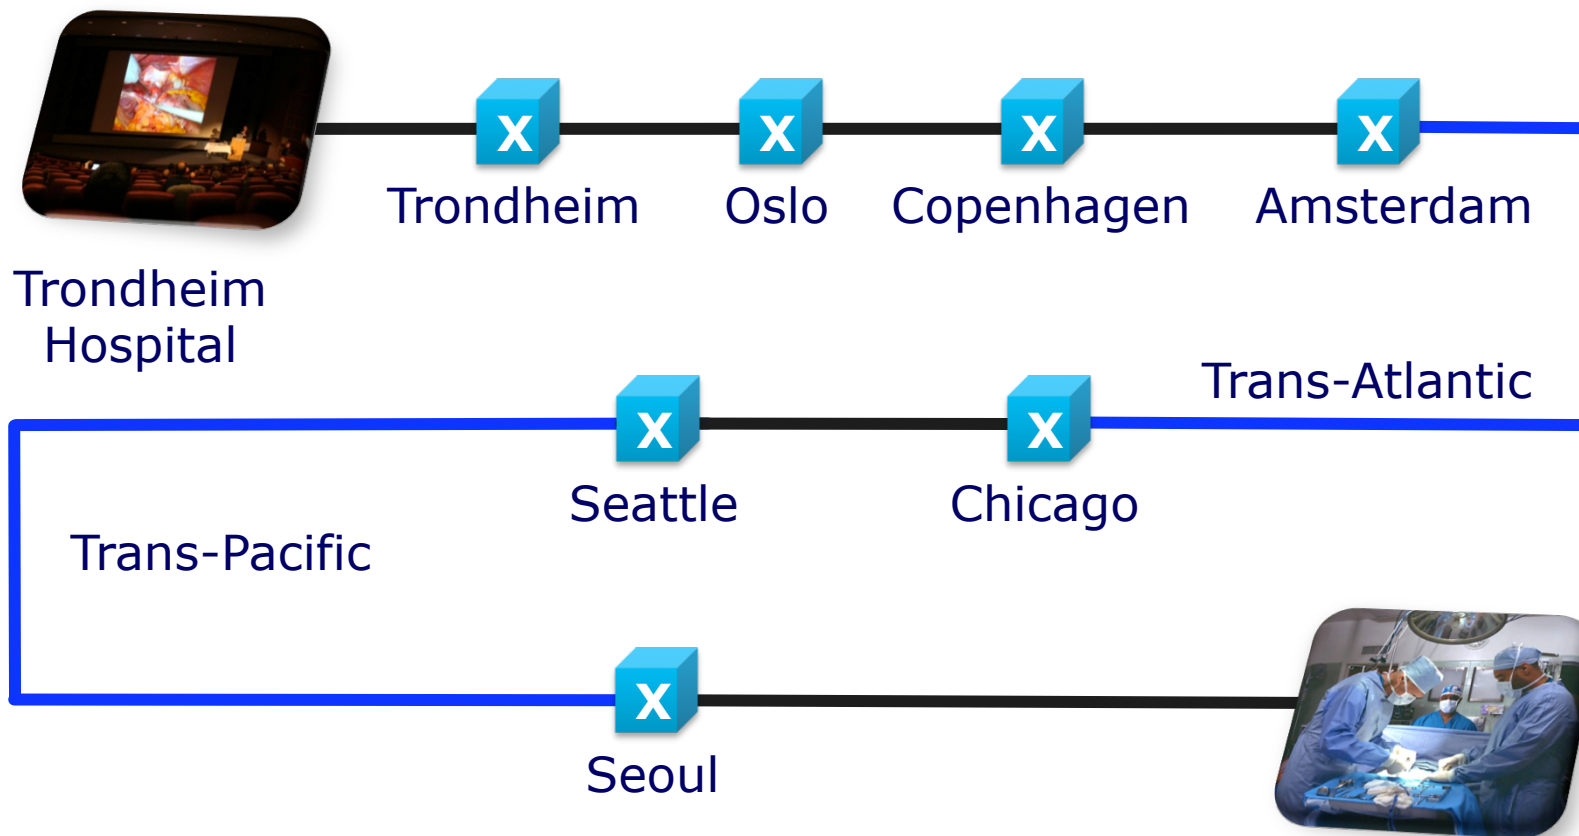 X
X
X
X
Trondheim
Oslo
Copenhagen
Amsterdam
Trondheim
Hospital
Trans-Atlantic
X
X
Seattle
Chicago
Trans-Pacific
X
Seoul